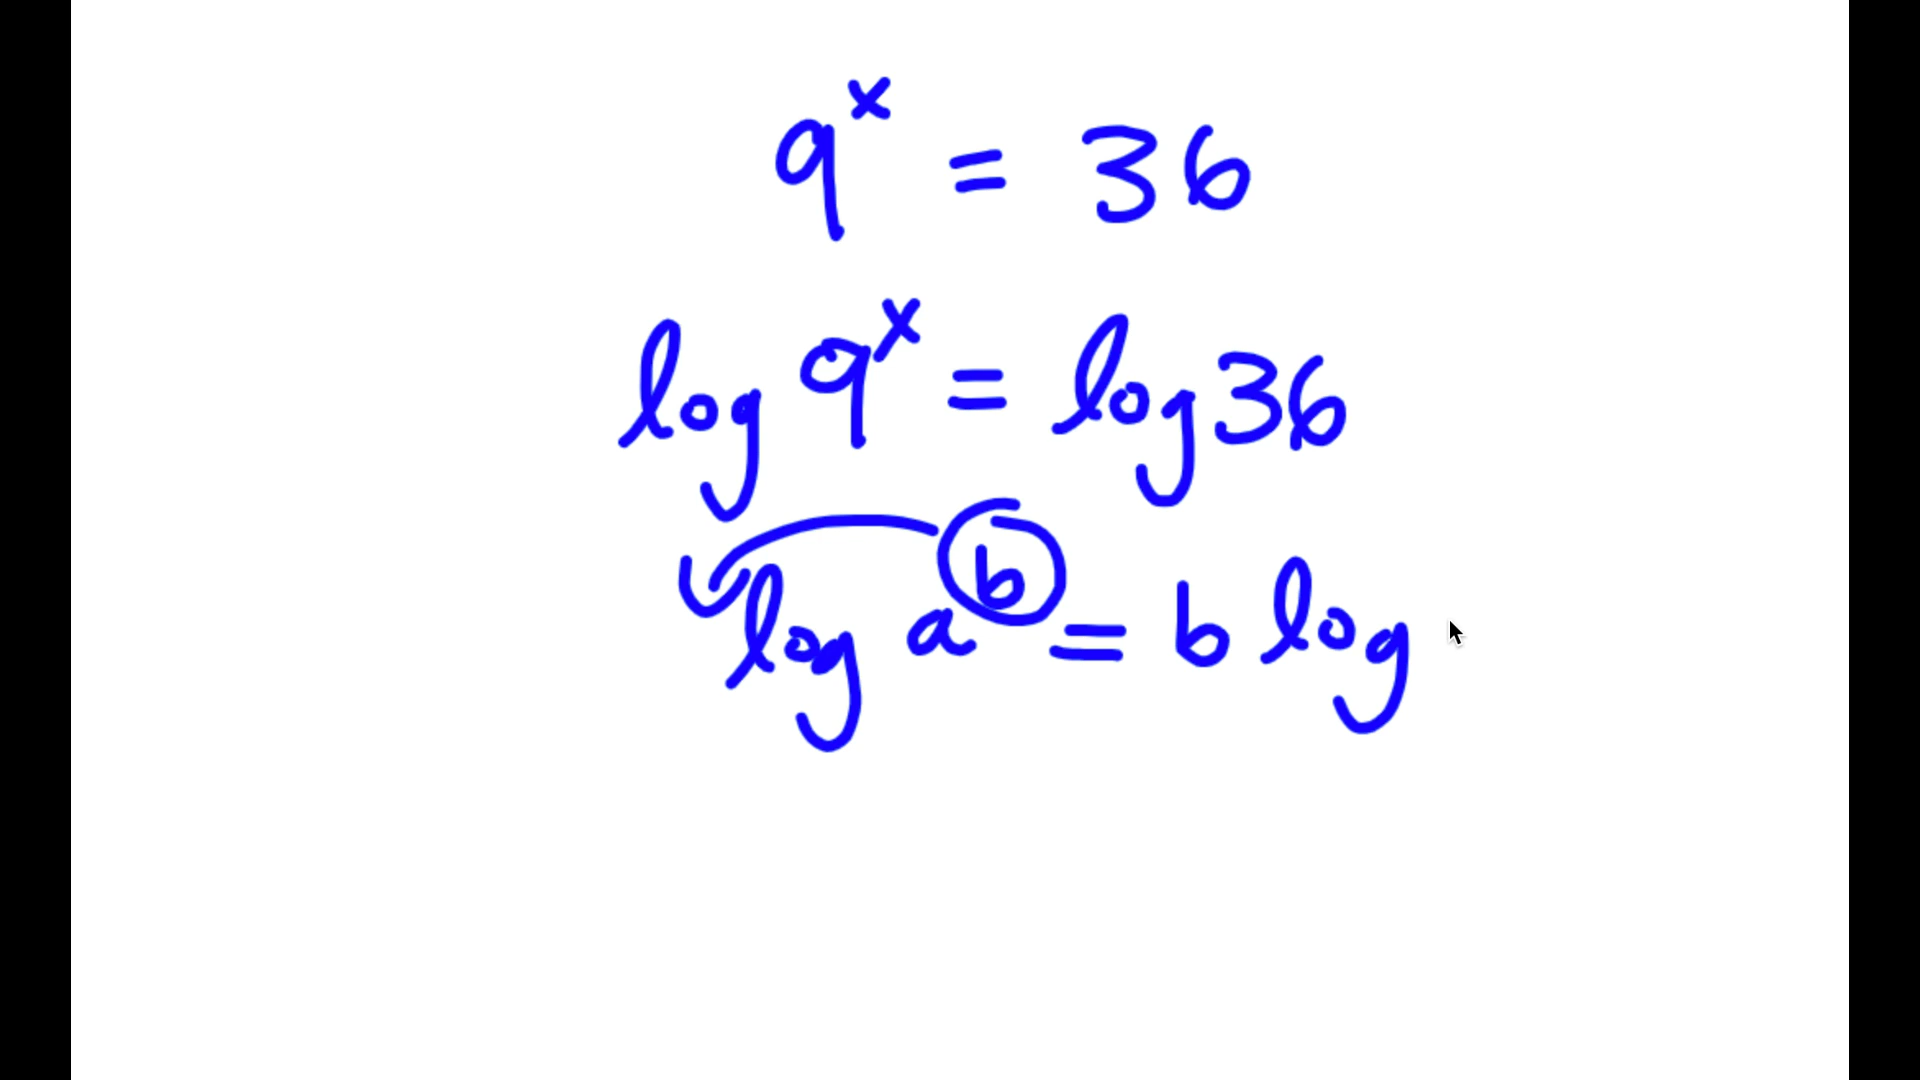 9^x = 36
log 9^x = log 36
log a^b = b log